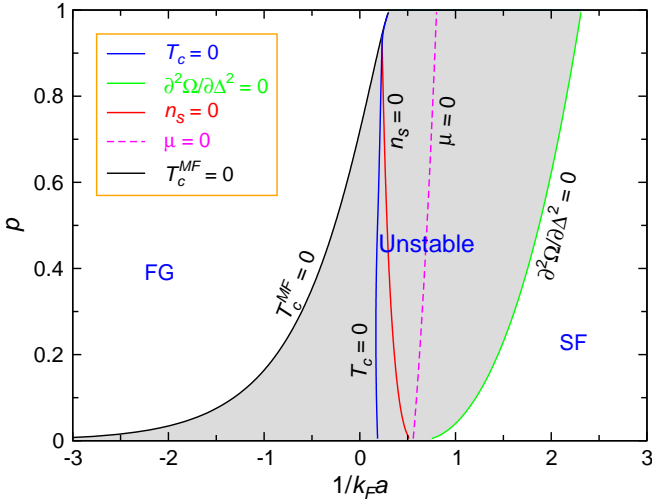 1
0.8
0.6
0.4
0.2
0
p
T_c = 0
∂²Ω/∂Δ² = 0
n_s = 0
μ = 0
T_c^MF = 0
n_s = 0
μ = 0
∂²Ω/∂Δ² = 0
Unstable
FG
T_c^MF = 0
T_c = 0
SF
-3 -2 -1 0 1 2 3
1/k_F a